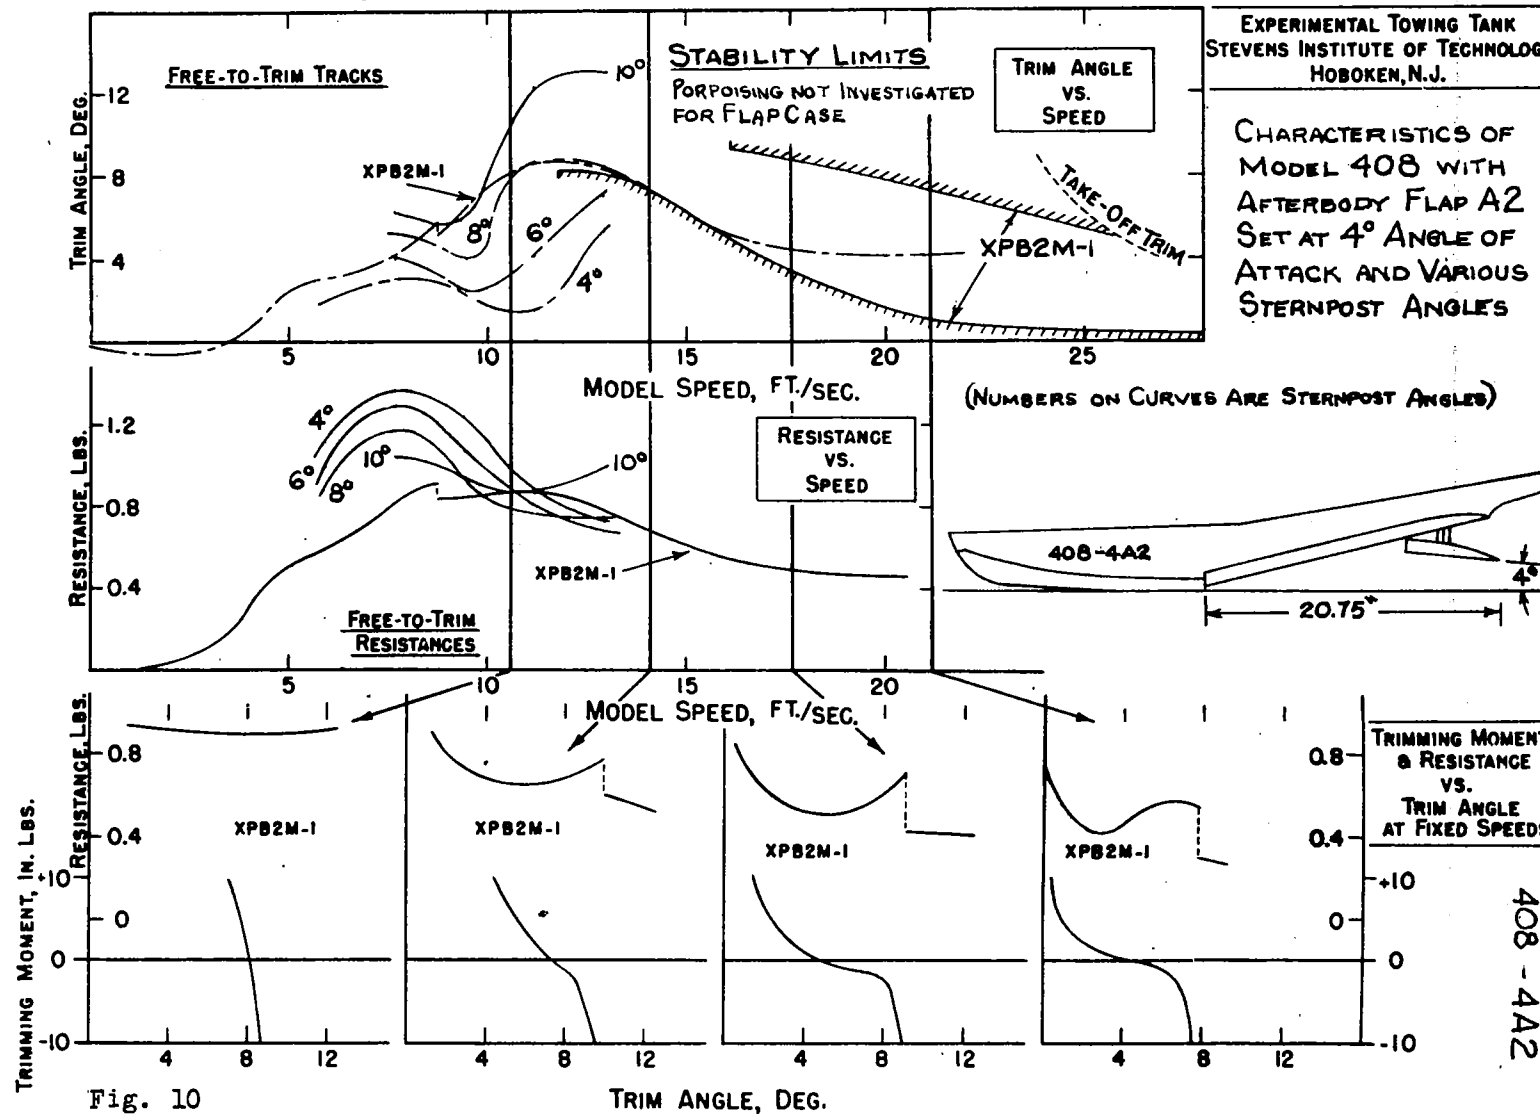 FREE-TO-TRIM TRACKS
STABILITY LIMITS
PORPOISING NOT INVESTIGATED
FOR FLAP CASE
TRIM ANGLE
VS.
SPEED
EXPERIMENTAL TOWING TANK
STEVENS INSTITUTE OF TECHNOLOG
HOBOKEN, N.J.
CHARACTERISTICS OF
MODEL 408 WITH
AFTERBODY FLAP A2
SET AT 4° ANGLE OF
ATTACK AND VARIOUS
STERNPOST ANGLES
TRIM ANGLE, DEG.
12
8
4
XPB2M-1
10°
8°
6°
4°
XPB2M-1
TAKE-OFF TRIM
5
10
15
20
25
MODEL SPEED, FT./SEC.
(NUMBERS ON CURVES ARE STERNPOST ANGLES)
RESISTANCE, LBS.
1.2
0.8
0.4
4°
6°
8°
10°
10°
RESISTANCE
VS.
SPEED
XPB2M-1
FREE-TO-TRIM
RESISTANCES
408-4A2
4°
20.75"
5
10
15
20
MODEL SPEED, FT./SEC.
RESISTANCE, LBS.
0.8
0.4
0
TRIMMING MOMENT, IN. LBS.
+10
0
-10
XPB2M-1
XPB2M-1
XPB2M-1
XPB2M-1
0.8
0.4
0
+10
0
-10
TRIMMING MOMENT
& RESISTANCE
VS.
TRIM ANGLE
AT FIXED SPEEDS
408-4A2
4
8
12
4
8
12
4
8
12
4
8
12
Fig. 10
TRIM ANGLE, DEG.